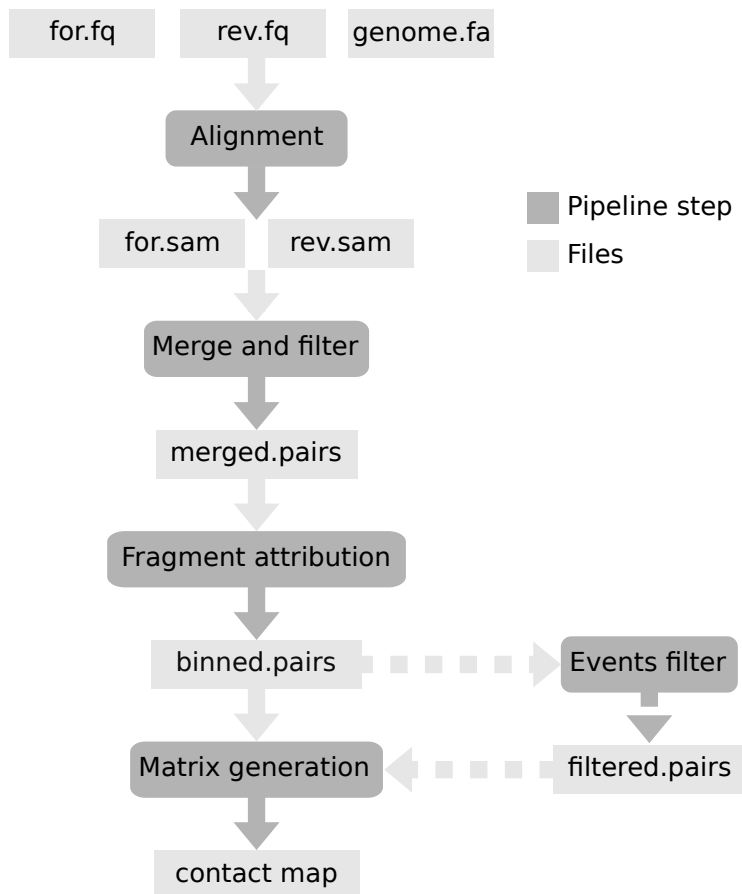 for.fq
rev.fq
genome.fa
Alignment
Pipeline step
for.sam
rev.sam
Files
Merge and filter
merged.pairs
Fragment attribution
binned.pairs
Events filter
Matrix generation
filtered.pairs
contact map